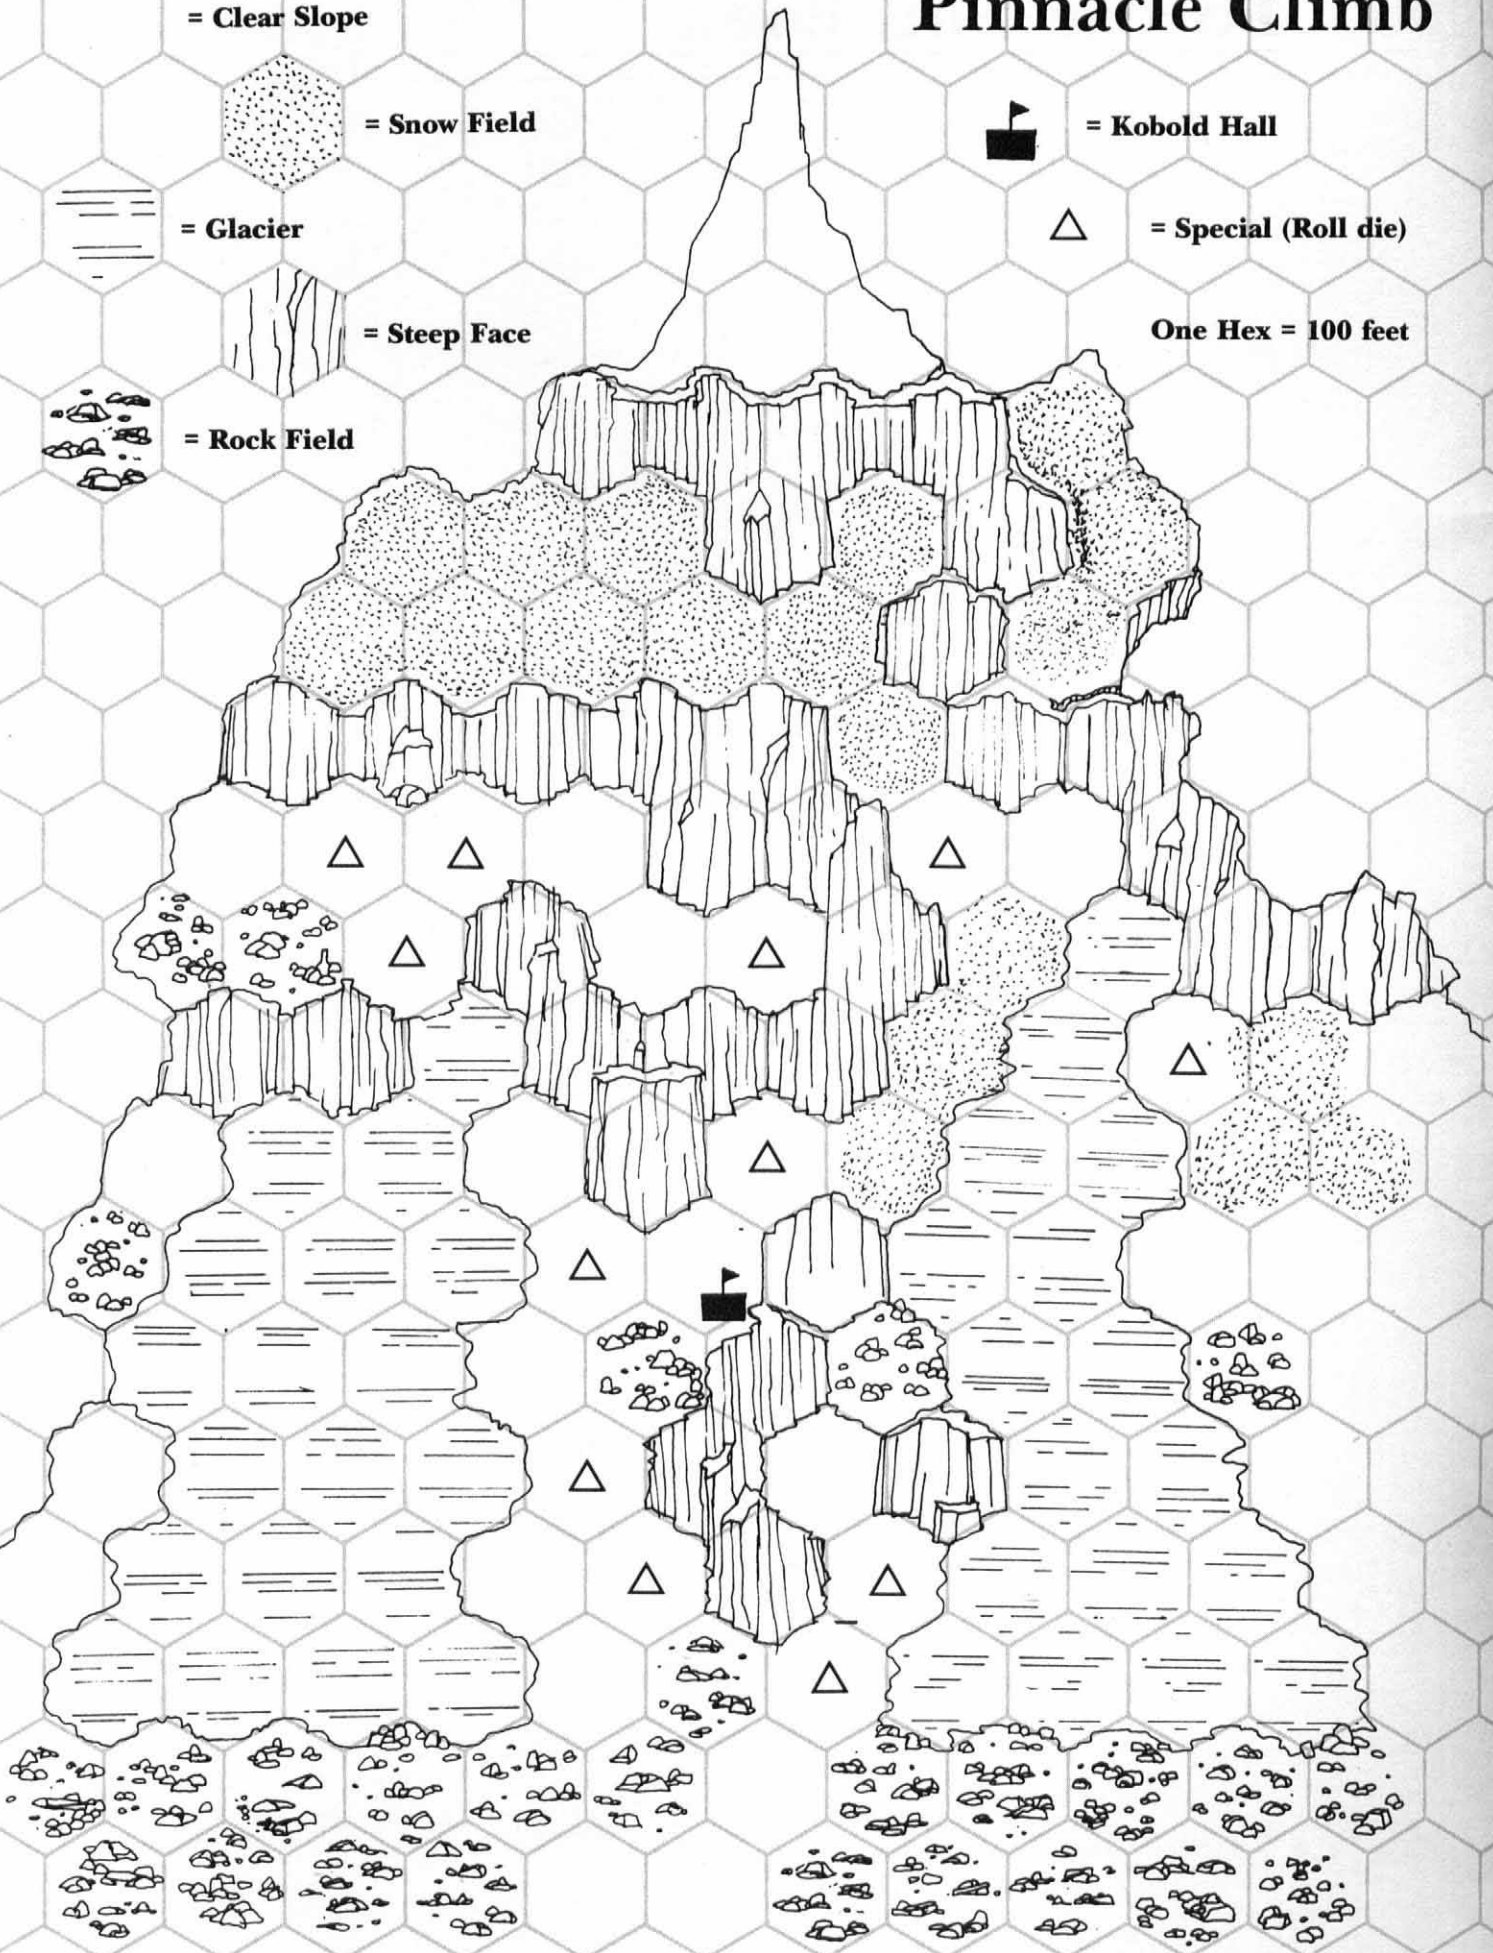 Pinnacle Climb
= Clear Slope
= Snow Field
= Kobold Hall
= Glacier
= Special (Roll die)
= Steep Face
One Hex = 100 feet
= Rock Field